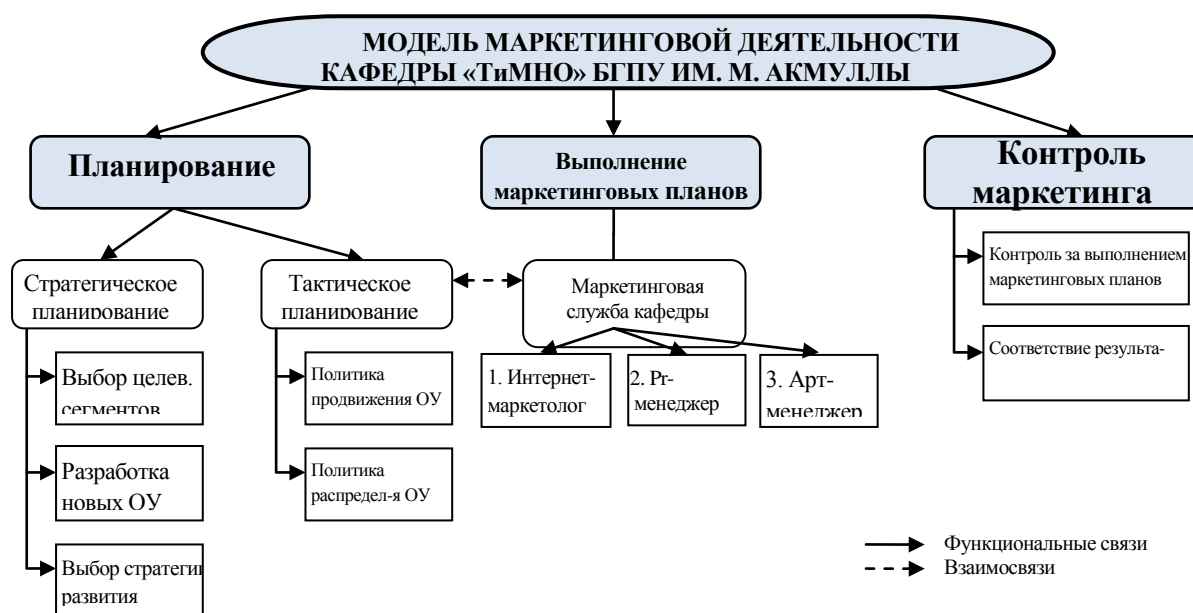 МОДЕЛЬ МАРКЕТИНГОВОЙ ДЕЯТЕЛЬНОСТИ
КАФЕДРЫ «ТиМНО» БГПУ ИМ. М. АКМУЛЛЫ
Планирование
Выполнение
маркетинговых планов
Контроль
маркетинга
Стратегическое
планирование
Тактическое
планирование
Маркетинговая
служба кафедры
Контроль за выполнением
маркетинговых планов
Соответствие результа-
Выбор целев.
сегментов
Разработка
новых ОУ
Выбор стратегии
развития
Политика
продвижения ОУ
Политика
распредел-я ОУ
1. Интернет-
маркетолог
2. Pr-
менеджер
3. Арт-
менеджер
Функциональные связи
Взаимосвязи